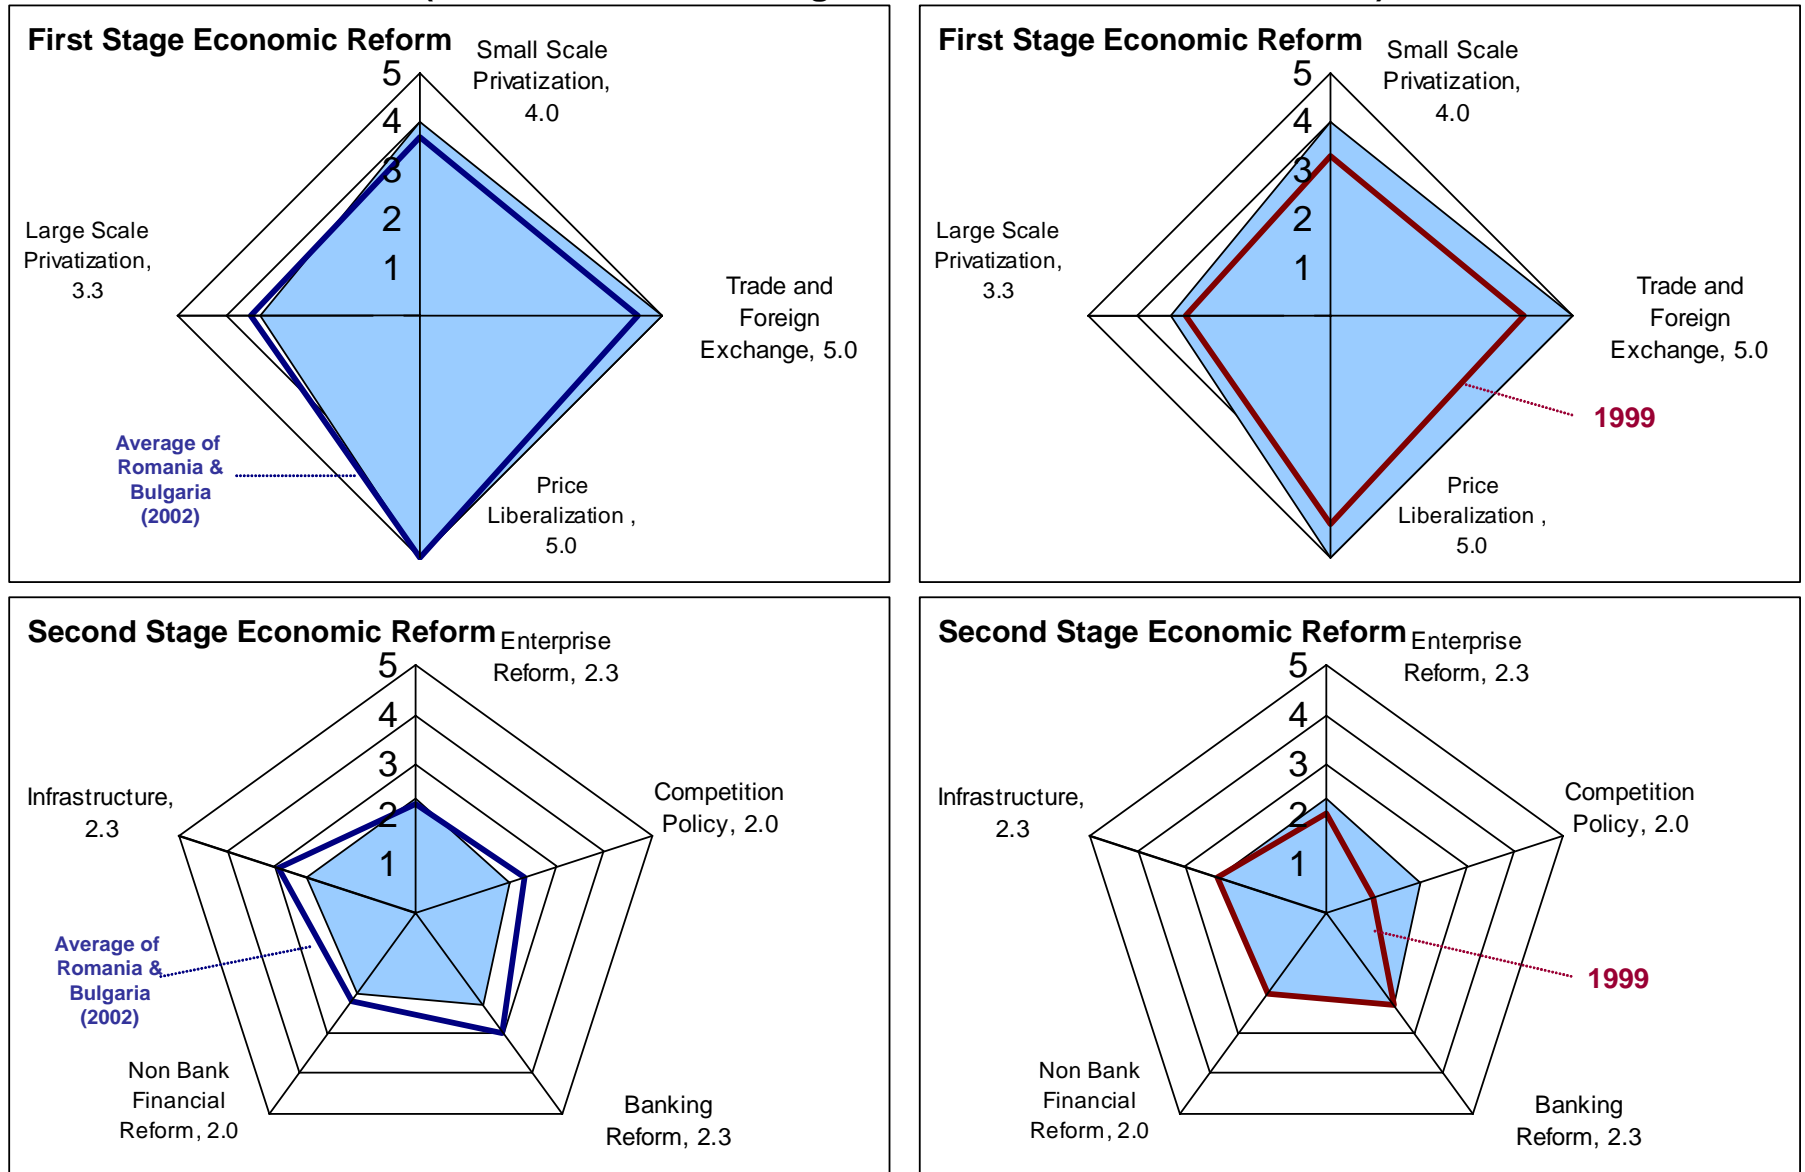 First Stage Economic Reform
Small Scale
Privatization,
4.0
5
4
3
2
1
Large Scale
Privatization,
3.3
Trade and
Foreign
Exchange, 5.0
Average of
Romania &
Bulgaria
(2002)
Price
Liberalization ,
5.0
First Stage Economic Reform
Small Scale
Privatization,
4.0
5
4
3
2
1
Large Scale
Privatization,
3.3
Trade and
Foreign
Exchange, 5.0
1999
Price
Liberalization ,
5.0
Second Stage Economic Reform
Enterprise
Reform, 2.3
5
4
3
2
1
Infrastructure,
2.3
Competition
Policy, 2.0
Average of
Romania &
Bulgaria
(2002)
Non Bank
Financial
Reform, 2.0
Banking
Reform, 2.3
Second Stage Economic Reform
Enterprise
Reform, 2.3
5
4
3
2
1
Infrastructure,
2.3
Competition
Policy, 2.0
1999
Non Bank
Financial
Reform, 2.0
Banking
Reform, 2.3